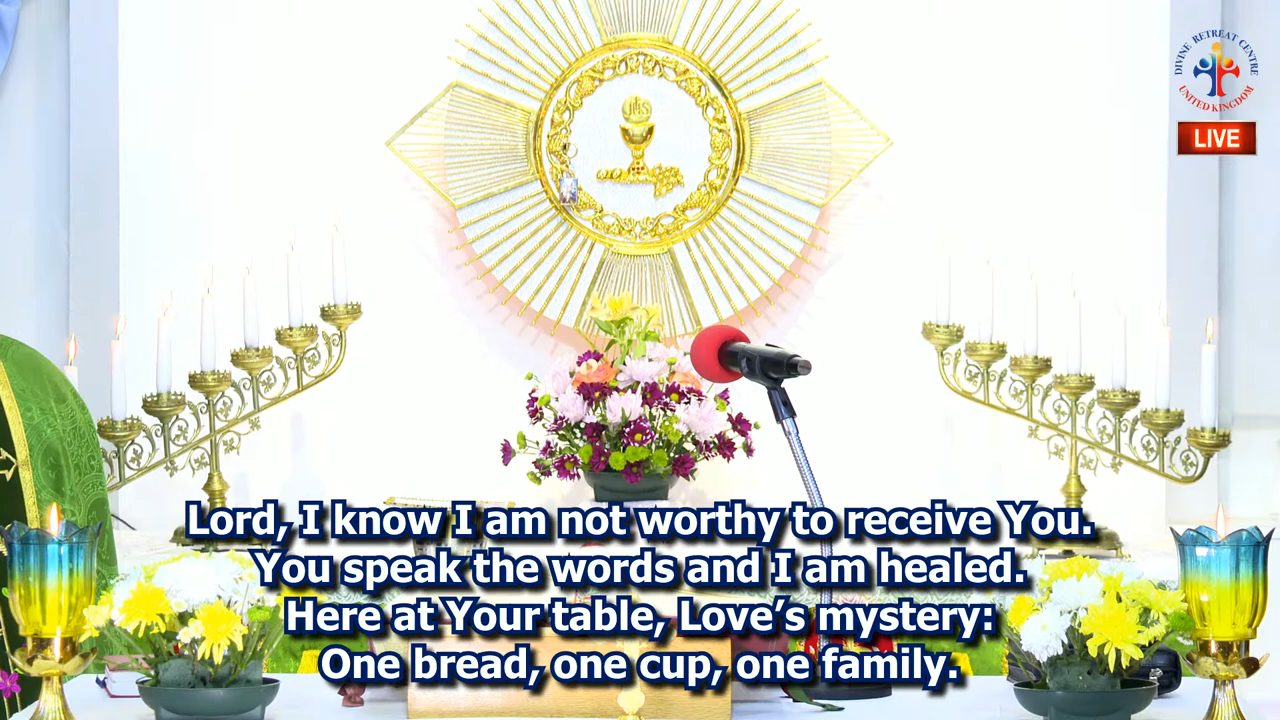 DIVINE RETREAT CENTRE
UNITED KINGDOM
LIVE
IHS
Lord, I know I am not worthy to receive You.
You speak the words and I am healed.
Here at Your table, Love’s mystery:
One bread, one cup, one family.